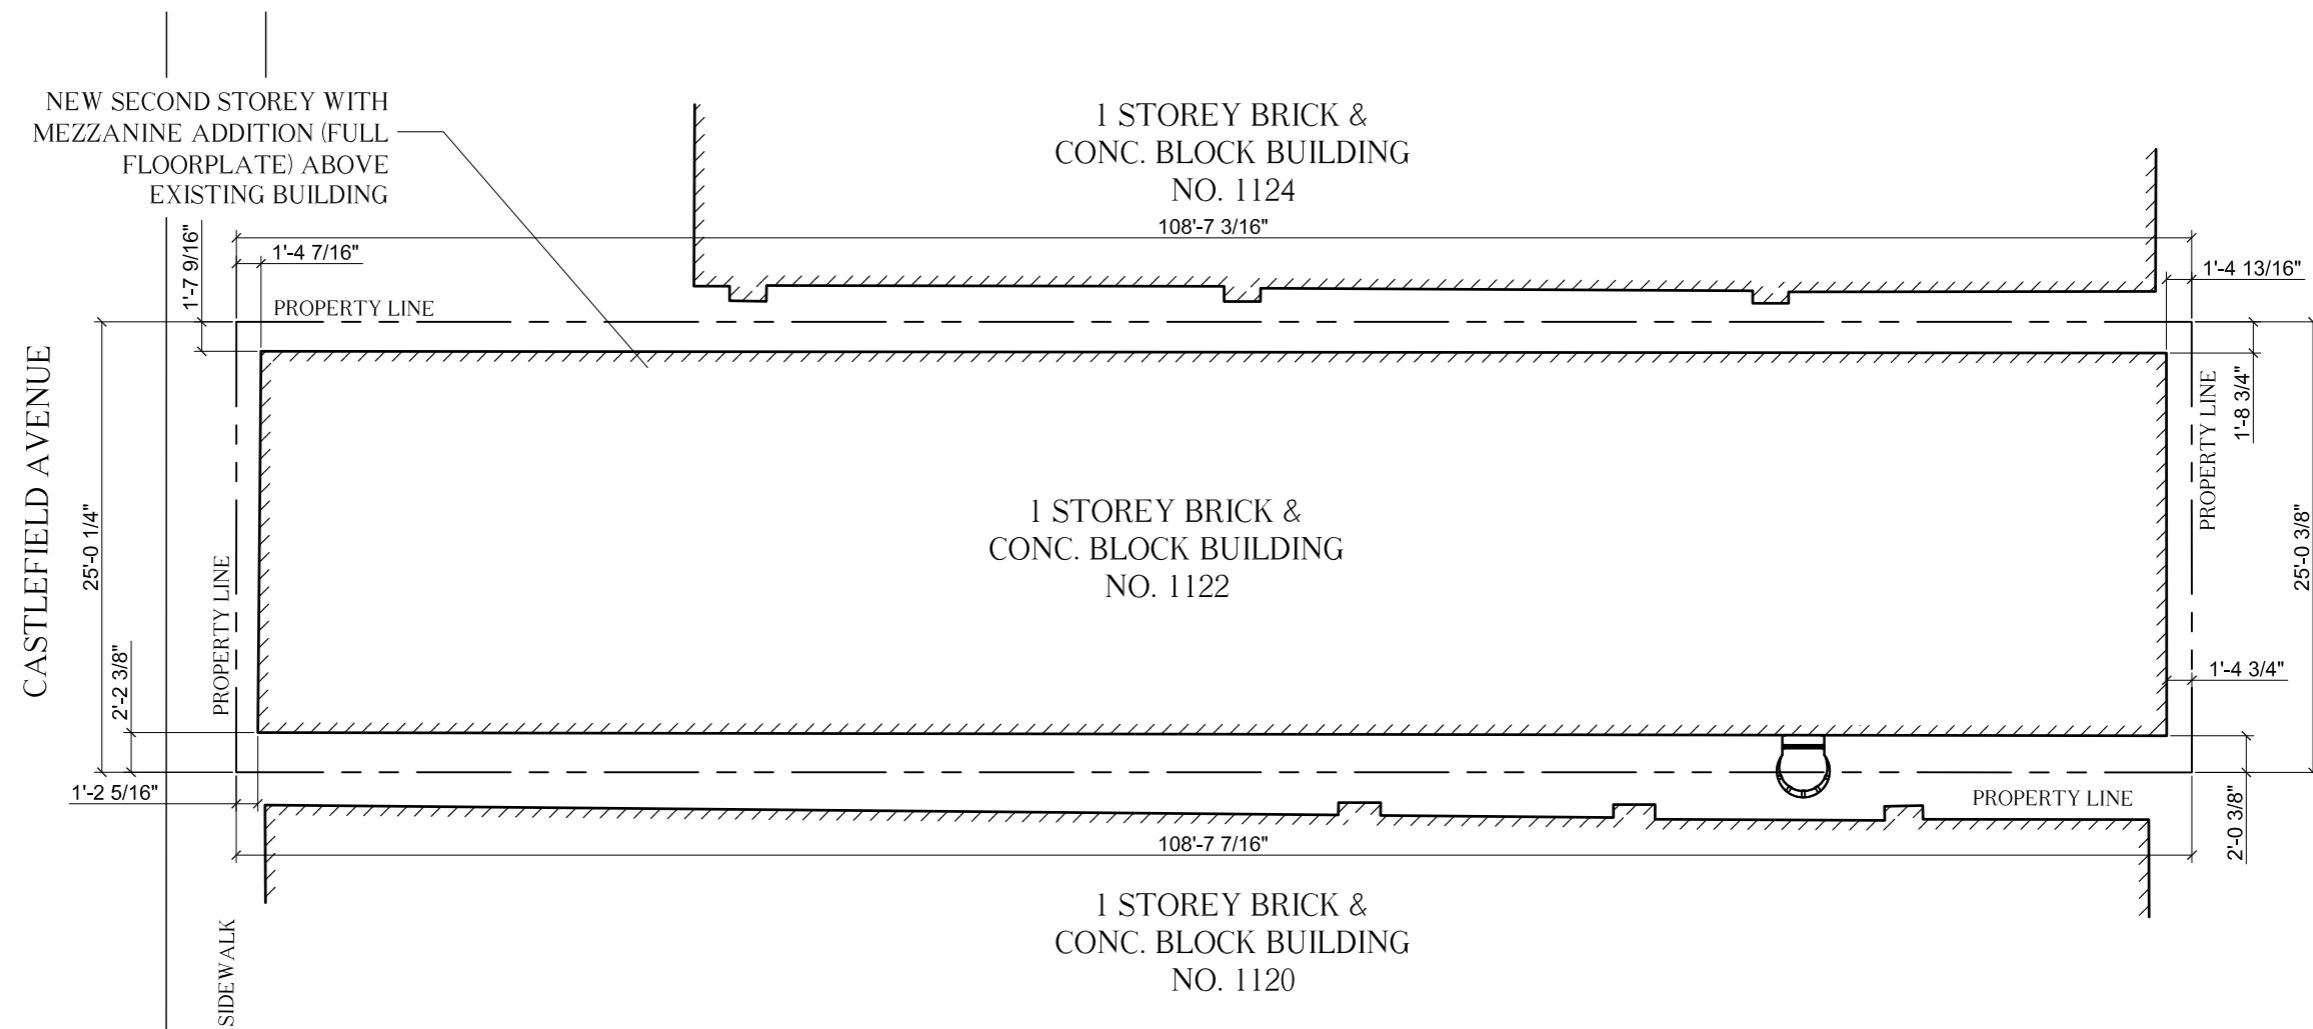 NEW SECOND STOREY WITH
MEZZANINE ADDITION (FULL
FLOORPLATE) ABOVE
EXISTING BUILDING
1 STOREY BRICK &
CONC. BLOCK BUILDING
NO. 1124
108'-7 3/16"
1'-7 9/16"
1'-4 7/16"
1'-4 13/16"
PROPERTY LINE
CASTLEFIELD AVENUE
25'-0 1/4"
PROPERTY LINE
1 STOREY BRICK &
CONC. BLOCK BUILDING
NO. 1122
PROPERTY LINE
1'-8 3/4"
25'-0 3/8"
2'-2 3/8"
1'-4 3/4"
1'-2 5/16"
PROPERTY LINE
2'-0 3/8"
108'-7 7/16"
1 STOREY BRICK &
CONC. BLOCK BUILDING
NO. 1120
SIDEWALK